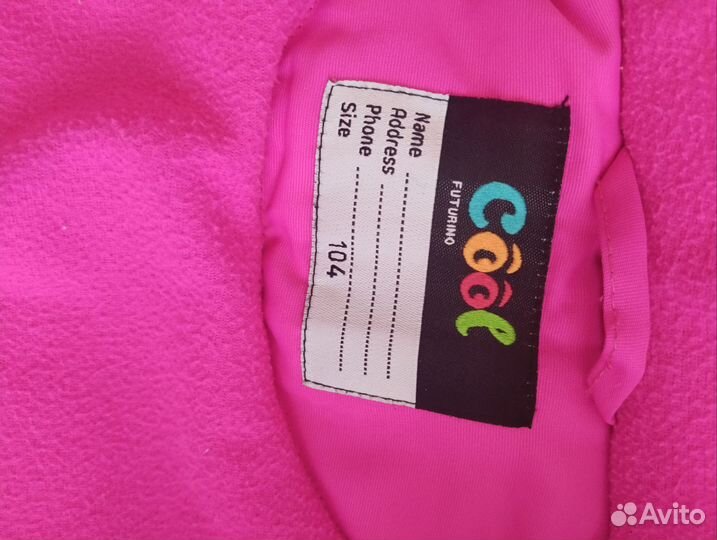 cool
FUTURINO
Name
Address
Phone
Size 104
Avito